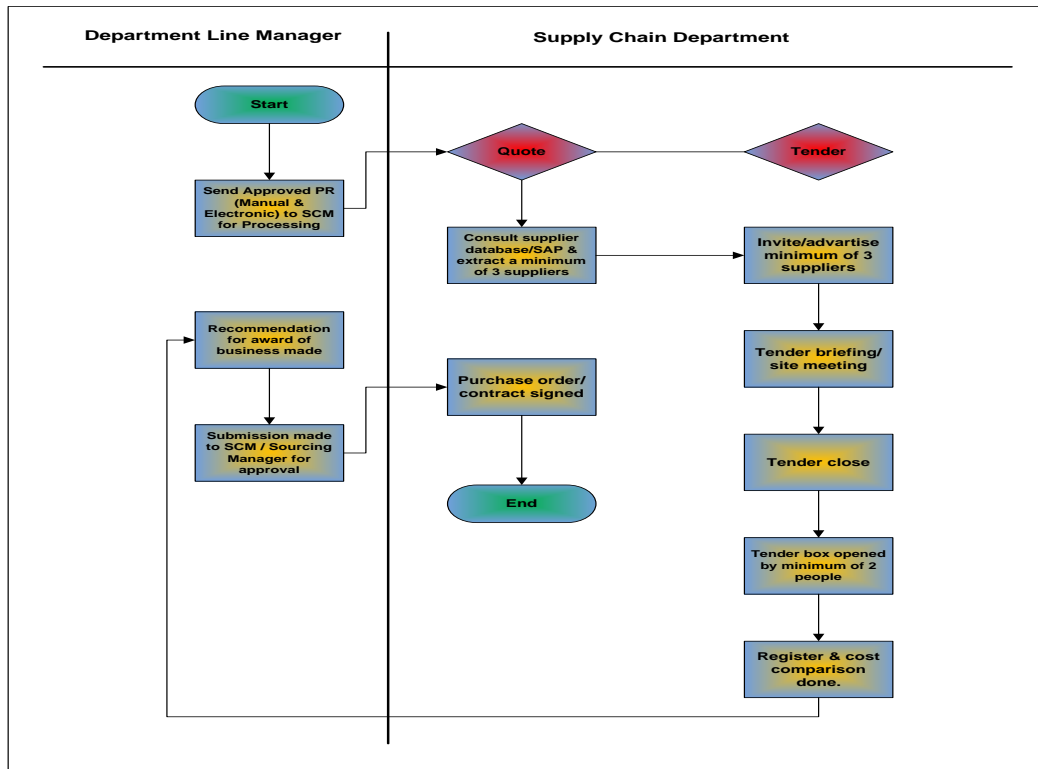 Department Line Manager
Supply Chain Department
Start
Quote
Tender
Send Approved PR
(Manual &
Electronic) to SCM
for Processing
Consult supplier
database/SAP &
extract a minimum
of 3 suppliers
Invite/advartise
minimum of 3
suppliers
Recommendation
for award of
business made
Tender briefing/
site meeting
Purchase order/
contract signed
Submission made
to SCM / Sourcing
Manager for
approval
Tender close
End
Tender box opened
by minimum of 2
people
Register & cost
comparison
done.